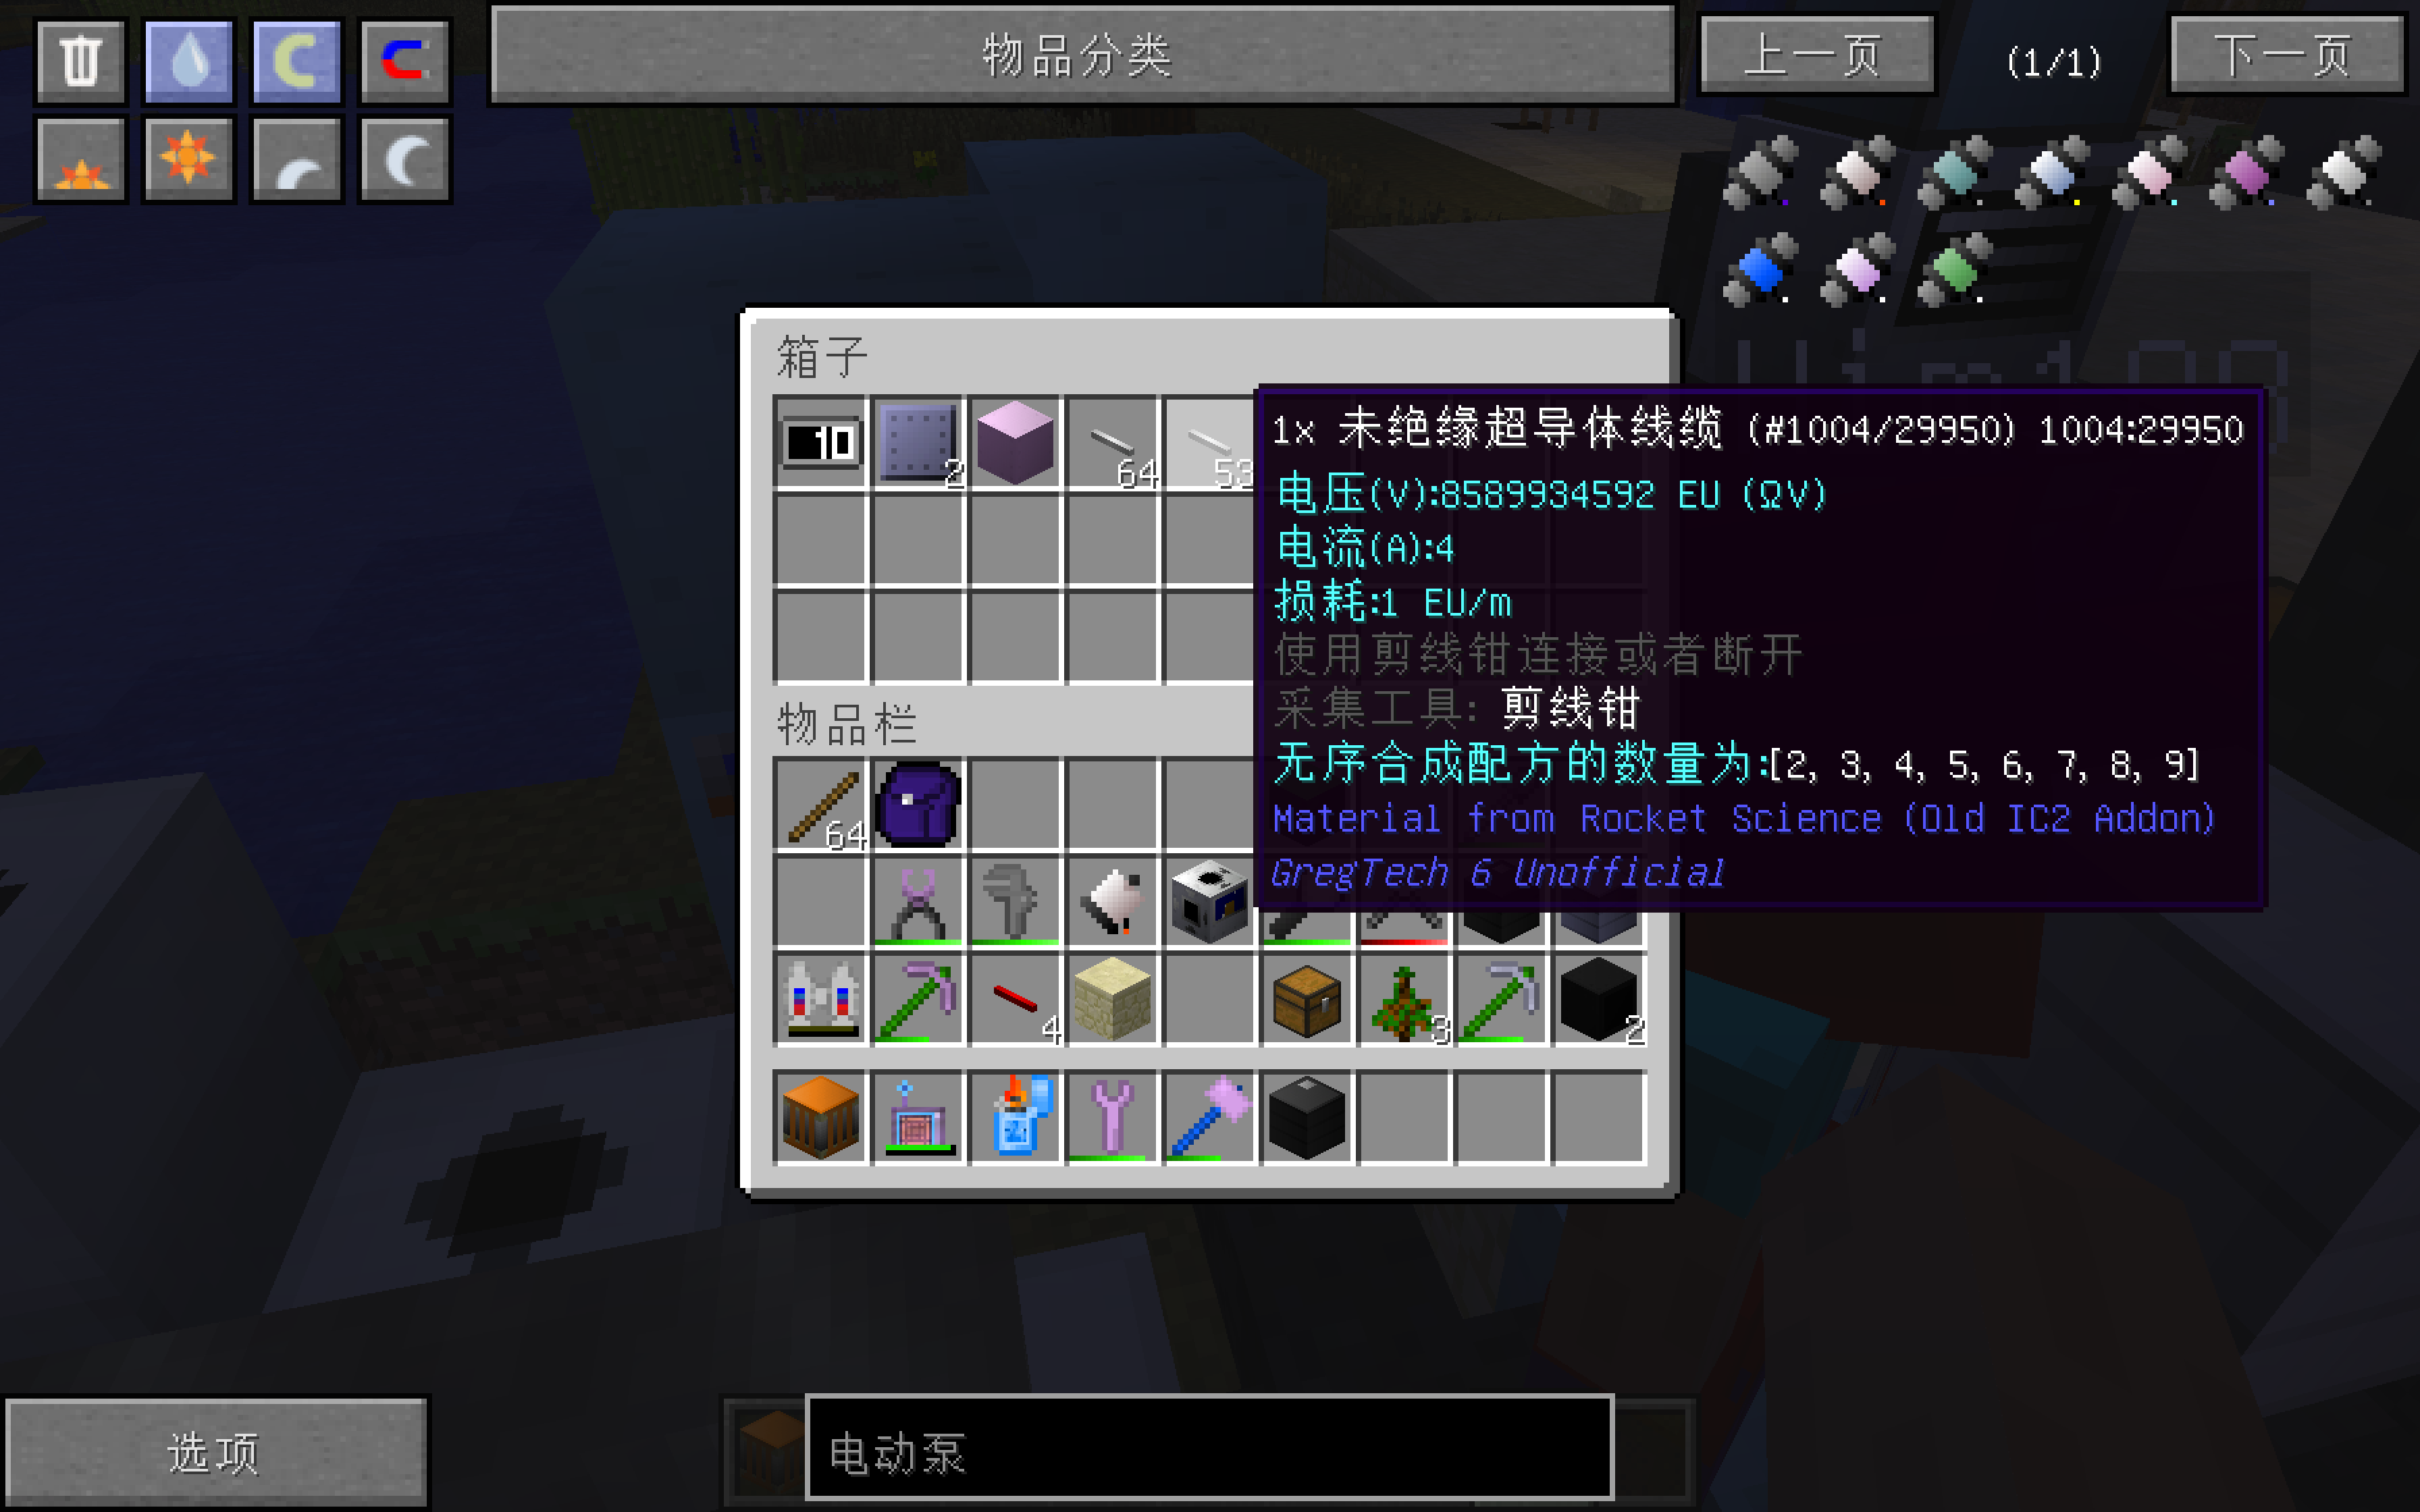 物品分类
上一页
(1/1)
下一页
箱子
10
2
64
53
1x 未绝缘超导体线缆 (#1004/29950) 1004:29950
电压(V):8589934592 EU (ΩV)
电流(A):4
损耗:1 EU/m
使用剪线钳连接或者断开
采集工具: 剪线钳
无序合成配方的数量为:[2, 3, 4, 5, 6, 7, 8, 9]
Material from Rocket Science (Old IC2 Addon)
GregTech 6 Unofficial
物品栏
64
4
3
2
选项
电动泵